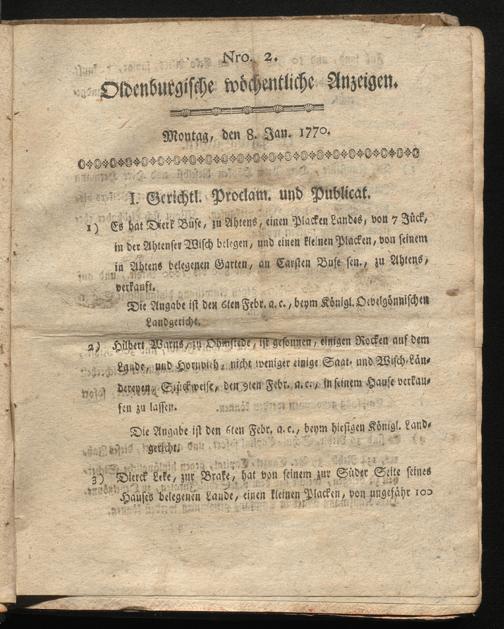 Nro. 2.
Oldenburgische wöchentliche Anzeigen.
Montag, den 8. Jan. 1770.
I. Gerichtl. Proclam. und Publicat.
1) Es hat Dierk Büse, zu Ahtens, einen Placken Landes, von 7 Jück,
in der Ahtenser Wisch belegen, und einen kleinen Placken, von seinem
in Ahtens belegenen Garten, an Carsten Buse sen., zu Ahtens,
verkauft.
Die Angabe ist den 6ten Febr. a. c., beym Königl. Oevelgönnischen
Landgericht.
2) Hilbert Warns, zu Ohmstede, ist gesonnen, einigen Rocken auf dem
Lande, und Hornvieh, nicht weniger einige Saat- und Wisch-Län-
dereyen, Stückweise, den 9ten Febr. a. c., in seinem Hause verkau-
fen zu lassen.
Die Angabe ist den 6ten Febr. a. c., beym hiesigen Königl. Land-
gericht.
3) Dierck Leke, zur Brake, hat von seinem zur Süder Seite seines
Hauses belegenen Lande, einen kleinen Placken, von ungefähr 100